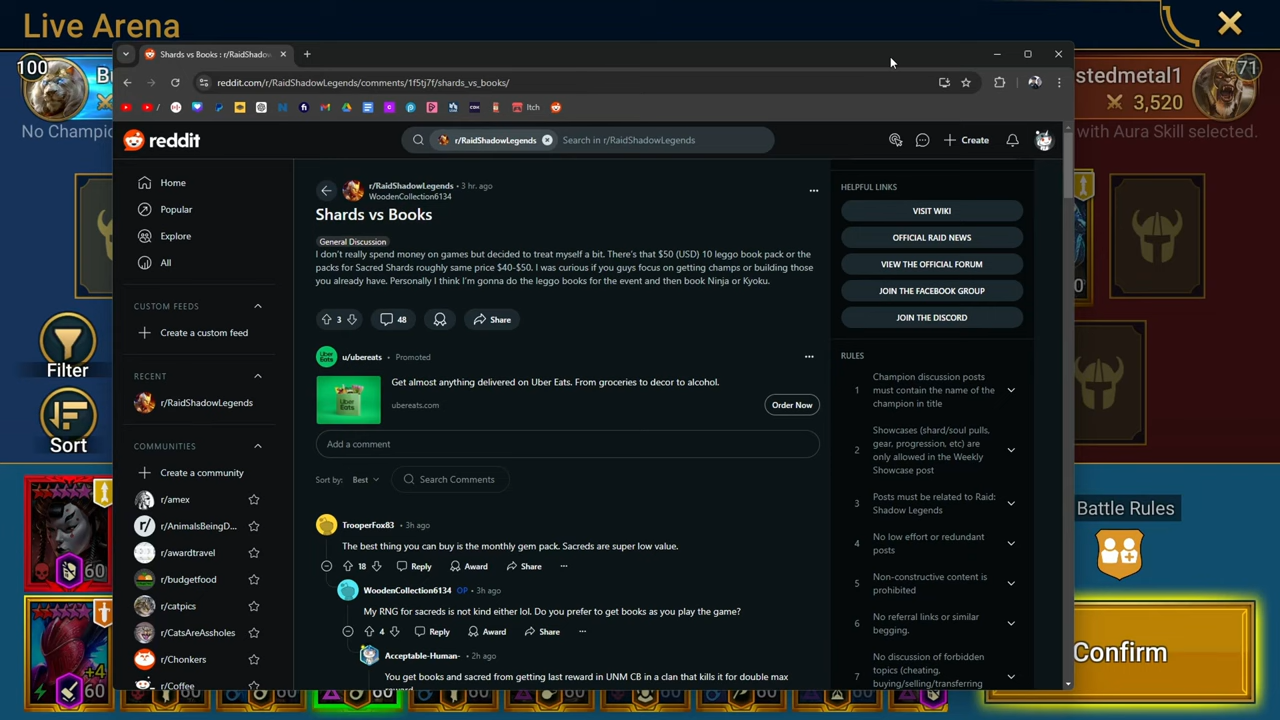 Live Arena
100
B
No Champio
Filter
Sort
60
+4
60
stedmetal1
71
3,520
with Aura Skill selected.
Battle Rules
Confirm
Shards vs Books : r/RaidShadow
reddit.com/r/RaidShadowLegends/comments/1f5tj7f/shards_vs_books/
Itch
reddit
r/RaidShadowLegends
Search in r/RaidShadowLegends
Create
Home
Popular
Explore
All
CUSTOM FEEDS
Create a custom feed
RECENT
r/RaidShadowLegends
COMMUNITIES
Create a community
r/amex
r/AnimalsBeingD...
r/awardtravel
r/budgetfood
r/catpics
r/CatsAreAssholes
r/Chonkers
r/Coffee
r/RaidShadowLegends • 3 hr. ago
WoodenCollection6134
Shards vs Books
General Discussion
I don't really spend money on games but decided to treat myself a bit. There's that $50 (USD) 10 leggo book pack or the
packs for Sacred Shards roughly same price $40-$50. I was curious if you guys focus on getting champs or building those
you already have. Personally I think I'm gonna do the leggo books for the event and then book Ninja or Kyoku.
3
48
Share
u/ubereats • Promoted
Get almost anything delivered on Uber Eats. From groceries to decor to alcohol.
ubereats.com
Order Now
Add a comment
Sort by: Best
Search Comments
TrooperFox83 • 3h ago
The best thing you can buy is the monthly gem pack. Sacreds are super low value.
18 Reply Award Share
WoodenCollection6134 OP • 3h ago
My RNG for sacreds is not kind either lol. Do you prefer to get books as you play the game?
4 Reply Award Share
Acceptable-Human- • 2h ago
You get books and sacred from getting last reward in UNM CB in a clan that kills it for double max
HELPFUL LINKS
VISIT WIKI
OFFICIAL RAID NEWS
VIEW THE OFFICIAL FORUM
JOIN THE FACEBOOK GROUP
JOIN THE DISCORD
RULES
1 Champion discussion posts
must contain the name of the
champion in title
2 Showcases (shard/soul pulls,
gear, progression, etc) are
only allowed in the Weekly
Showcase post
3 Posts must be related to Raid:
Shadow Legends
4 No low effort or redundant
posts
5 Non-constructive content is
prohibited
6 No referral links or similar
begging.
7 No discussion of forbidden
topics (cheating,
buying/selling/transferring